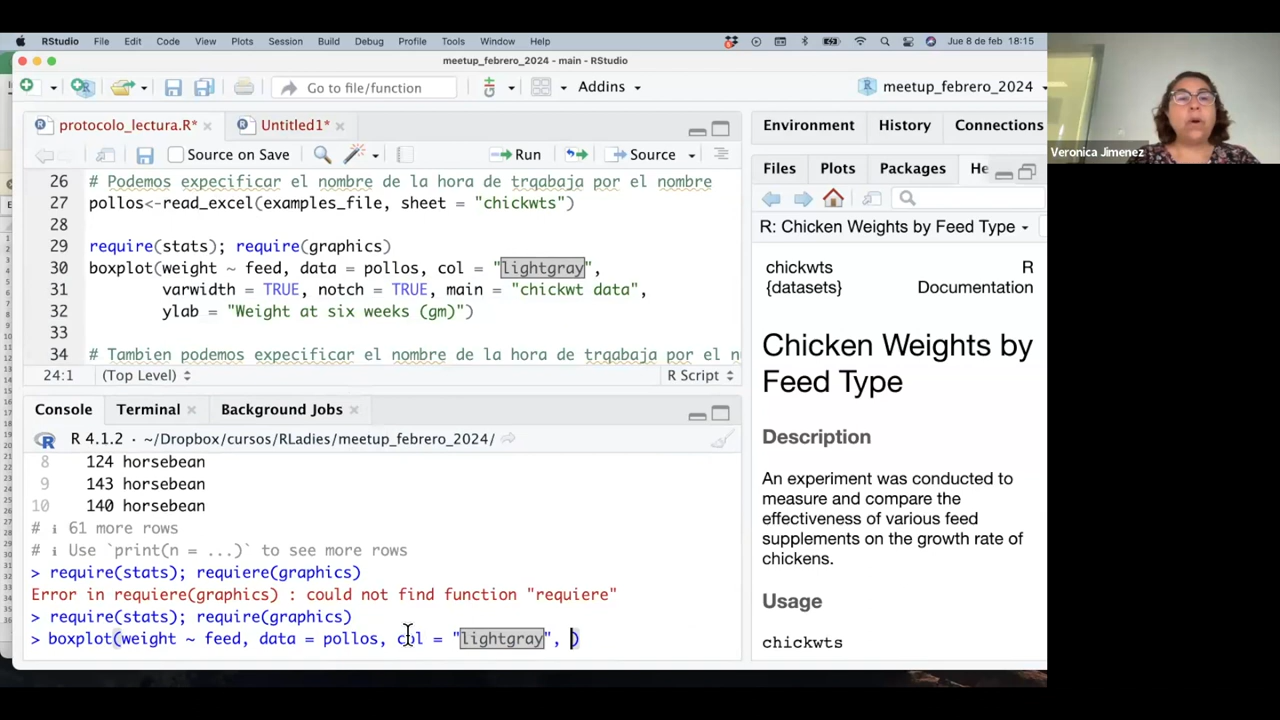 RStudio File Edit Code View Plots Session Build Debug Profile Tools Window Help Jue 8 de feb 18:15
meetup_febrero_2024 - main - RStudio
Go to file/function Addins meetup_febrero_2024
protocolo_lectura.R* Untitled1*
Source on Save Run Source
26 # Podemos expecificar el nombre de la hora de trqabaja por el nombre
27 pollos<-read_excel(examples_file, sheet = "chickwts")
28
29 require(stats); require(graphics)
30 boxplot(weight ~ feed, data = pollos, col = "lightgray",
31 varwidth = TRUE, notch = TRUE, main = "chickwt data",
32 ylab = "Weight at six weeks (gm)")
33
34 # Tambien podemos expecificar el nombre de la hora de trqabaja por el n
24:1 (Top Level) R Script
Console Terminal Background Jobs
R 4.1.2 · ~/Dropbox/cursos/RLadies/meetup_febrero_2024/
8 124 horsebean
9 143 horsebean
10 140 horsebean
# ℹ 61 more rows
# ℹ Use `print(n = ...)` to see more rows
> require(stats); requiere(graphics)
Error in requiere(graphics) : could not find function "requiere"
> require(stats); require(graphics)
> boxplot(weight ~ feed, data = pollos, col = "lightgray", )
Environment History Connections
Files Plots Packages He
R: Chicken Weights by Feed Type
chickwts R
{datasets} Documentation
Chicken Weights by
Feed Type
Description
An experiment was conducted to
measure and compare the
effectiveness of various feed
supplements on the growth rate of
chickens.
Usage
chickwts
Veronica Jimenez